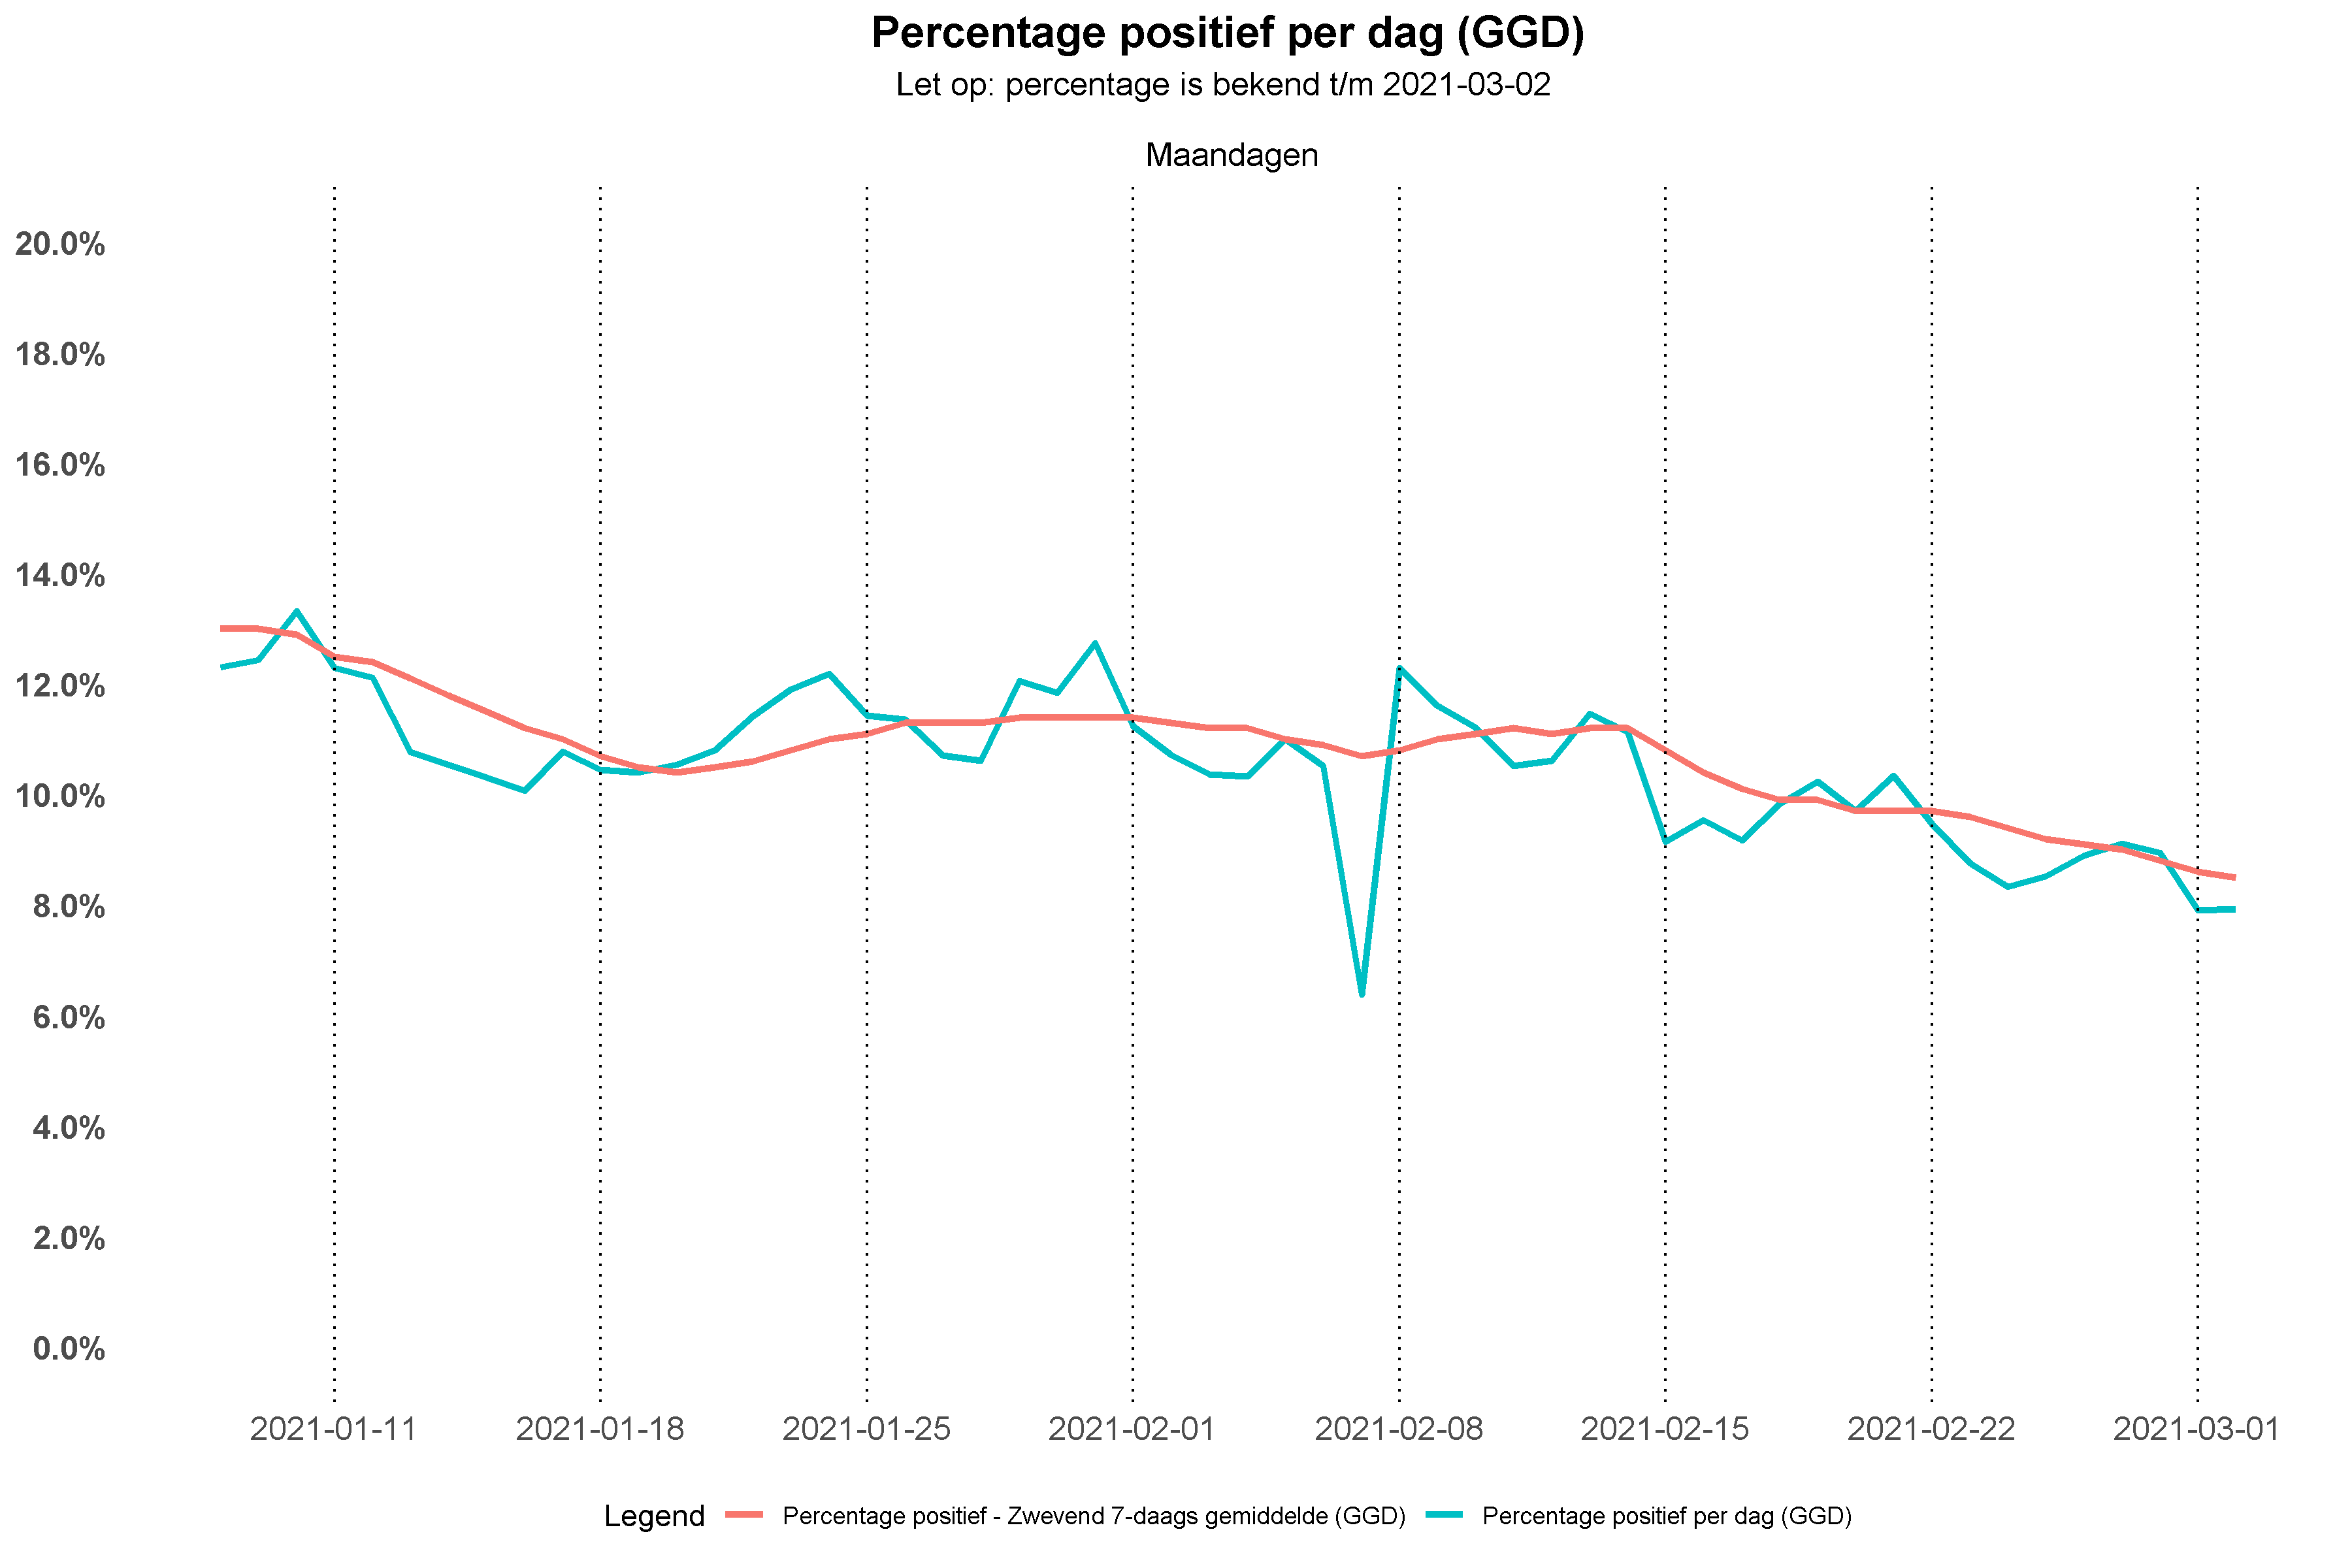 Percentage positief per dag (GGD)
Let op: percentage is bekend t/m 2021-03-02
Maandagen
20.0%
18.0%
16.0%
14.0%
12.0%
10.0%
8.0%
6.0%
4.0%
2.0%
0.0%
2021-01-11 2021-01-18 2021-01-25 2021-02-01 2021-02-08 2021-02-15 2021-02-22 2021-03-01
Legend Percentage positief - Zwevend 7-daags gemiddelde (GGD) Percentage positief per dag (GGD)